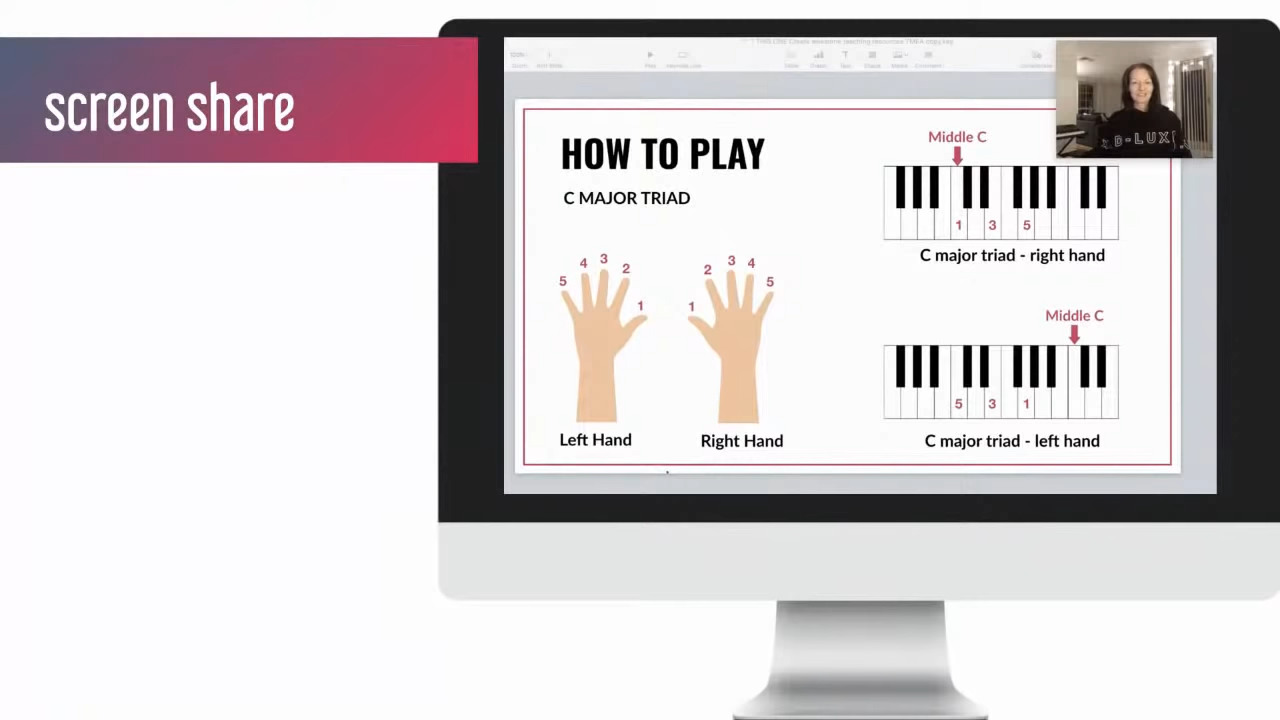 screen share
HOW TO PLAY
C MAJOR TRIAD
5 4 3 2 1
Left Hand
1 2 3 4 5
Right Hand
Middle C
1 3 5
C major triad - right hand
Middle C
5 3 1
C major triad - left hand
D-LUX